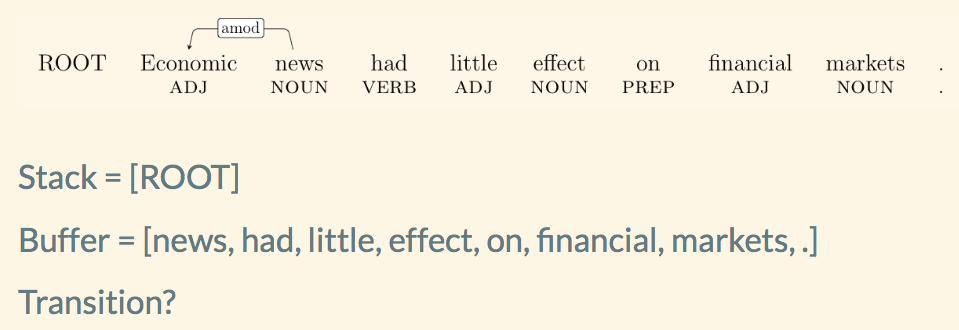 amod
ROOT Economic news had little effect on financial markets .
ADJ NOUN VERB ADJ NOUN PREP ADJ NOUN .
Stack = [ROOT]
Buffer = [news, had, little, effect, on, financial, markets, .]
Transition?